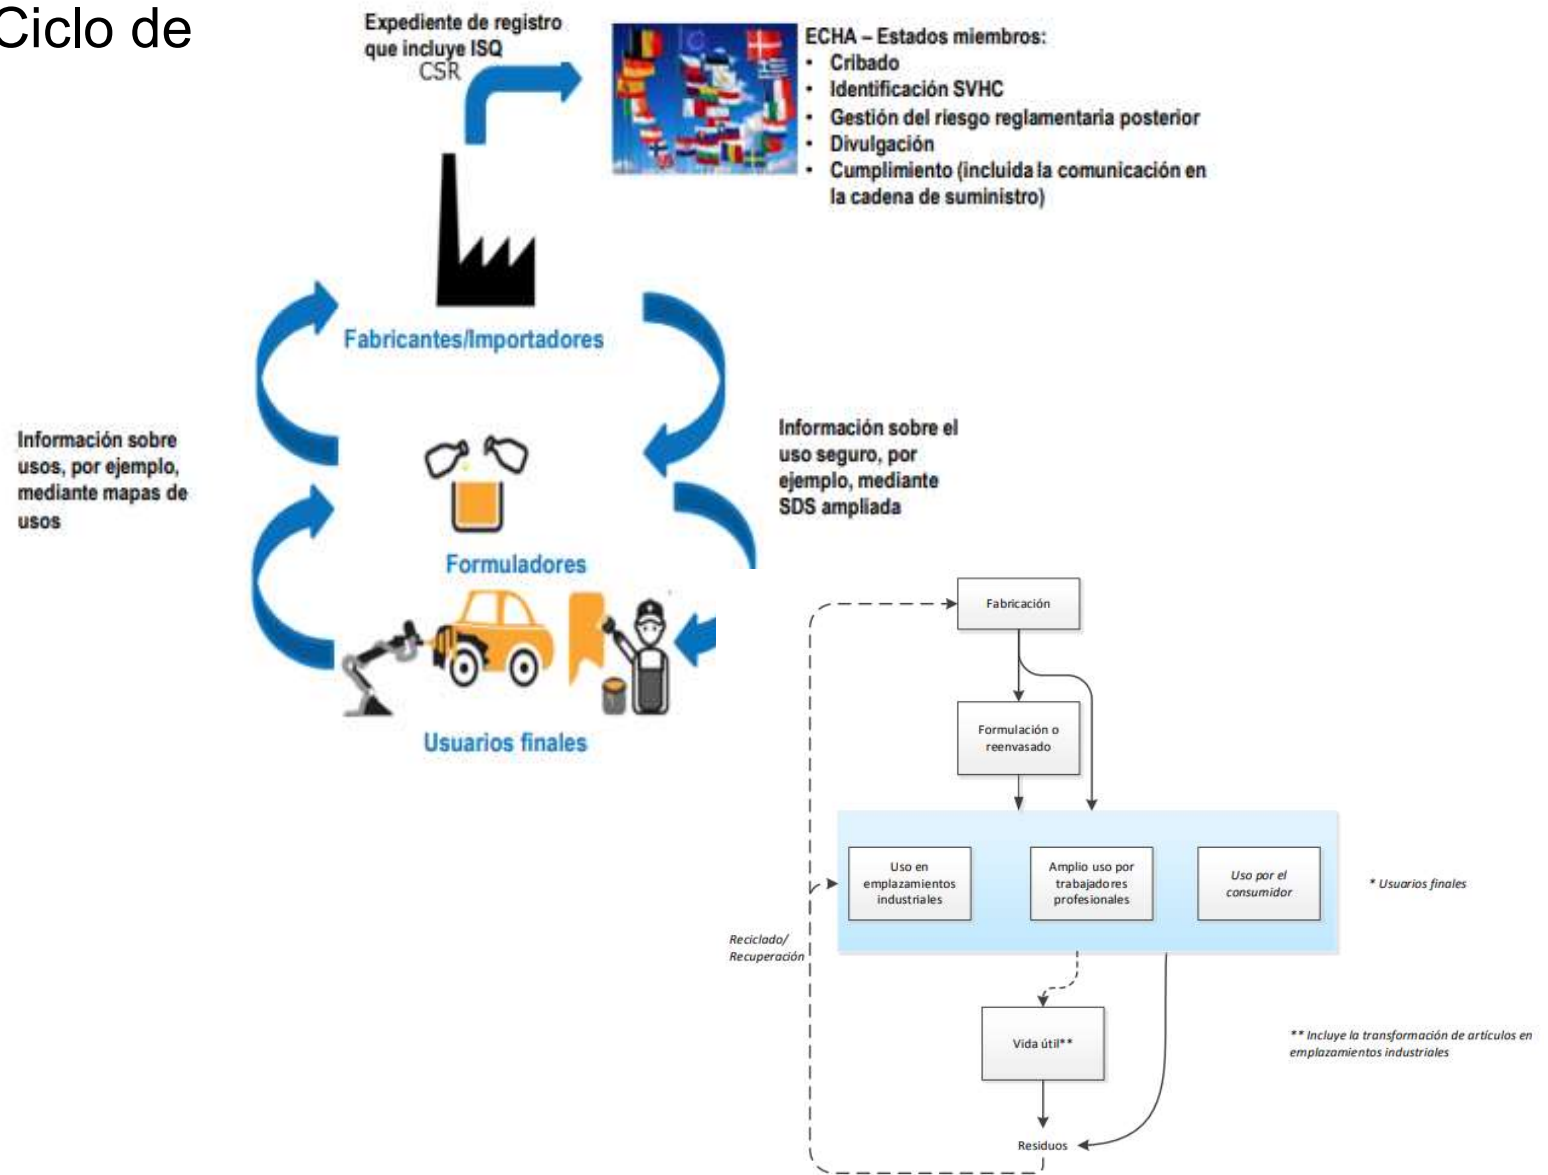 Ciclo de
Expediente de registro
que incluye ISQ
CSR
ECHA – Estados miembros:
• Cribado
• Identificación SVHC
• Gestión del riesgo reglamentaria posterior
• Divulgación
• Cumplimiento (incluida la comunicación en
la cadena de suministro)
Fabricantes/Importadores
Información sobre
usos, por ejemplo,
mediante mapas de
usos
Información sobre el
uso seguro, por
ejemplo, mediante
SDS ampliada
Formuladores
Usuarios finales
Fabricación
Formulación o
reenvasado
Uso en
emplazamientos
industriales
Amplio uso por
trabajadores
profesionales
Uso por el
consumidor
* Usuarios finales
Reciclado/
Recuperación
Vida útil**
** Incluye la transformación de artículos en
emplazamientos industriales
Residuos